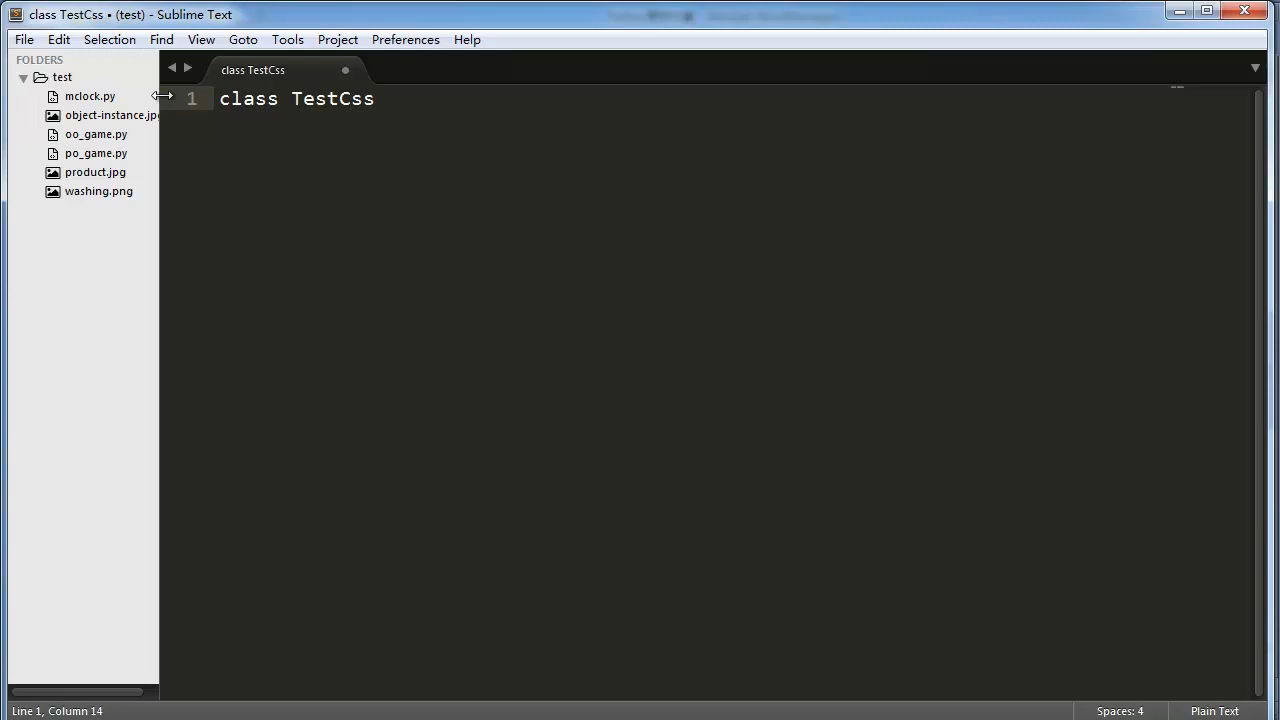 class TestCss • (test) - Sublime Text
File Edit Selection Find View Goto Tools Project Preferences Help
FOLDERS
test
mclock.py
object-instance.jpg
oo_game.py
po_game.py
product.jpg
washing.png
class TestCss
1 class TestCss
Line 1, Column 14
Spaces: 4
Plain Text